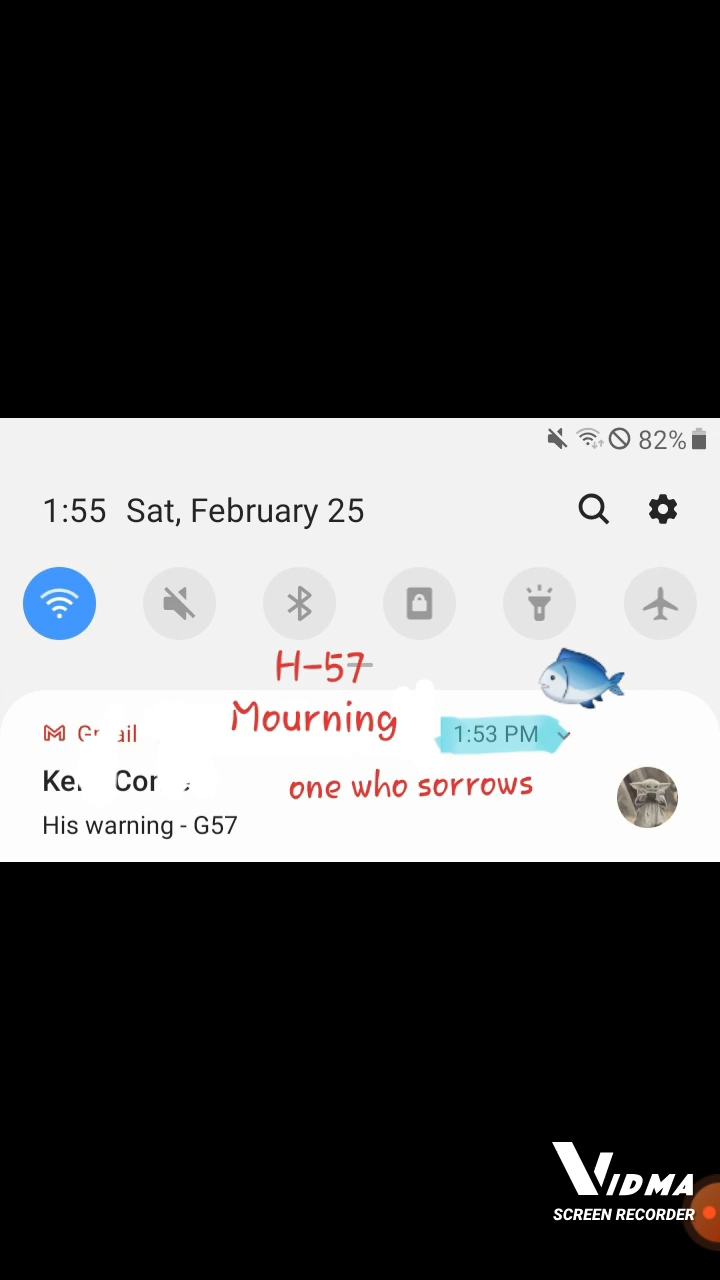 82%
1:55 Sat, February 25
H-57
Mourning
1:53 PM
one who sorrows
His warning - G57
VIDMA
SCREEN RECORDER